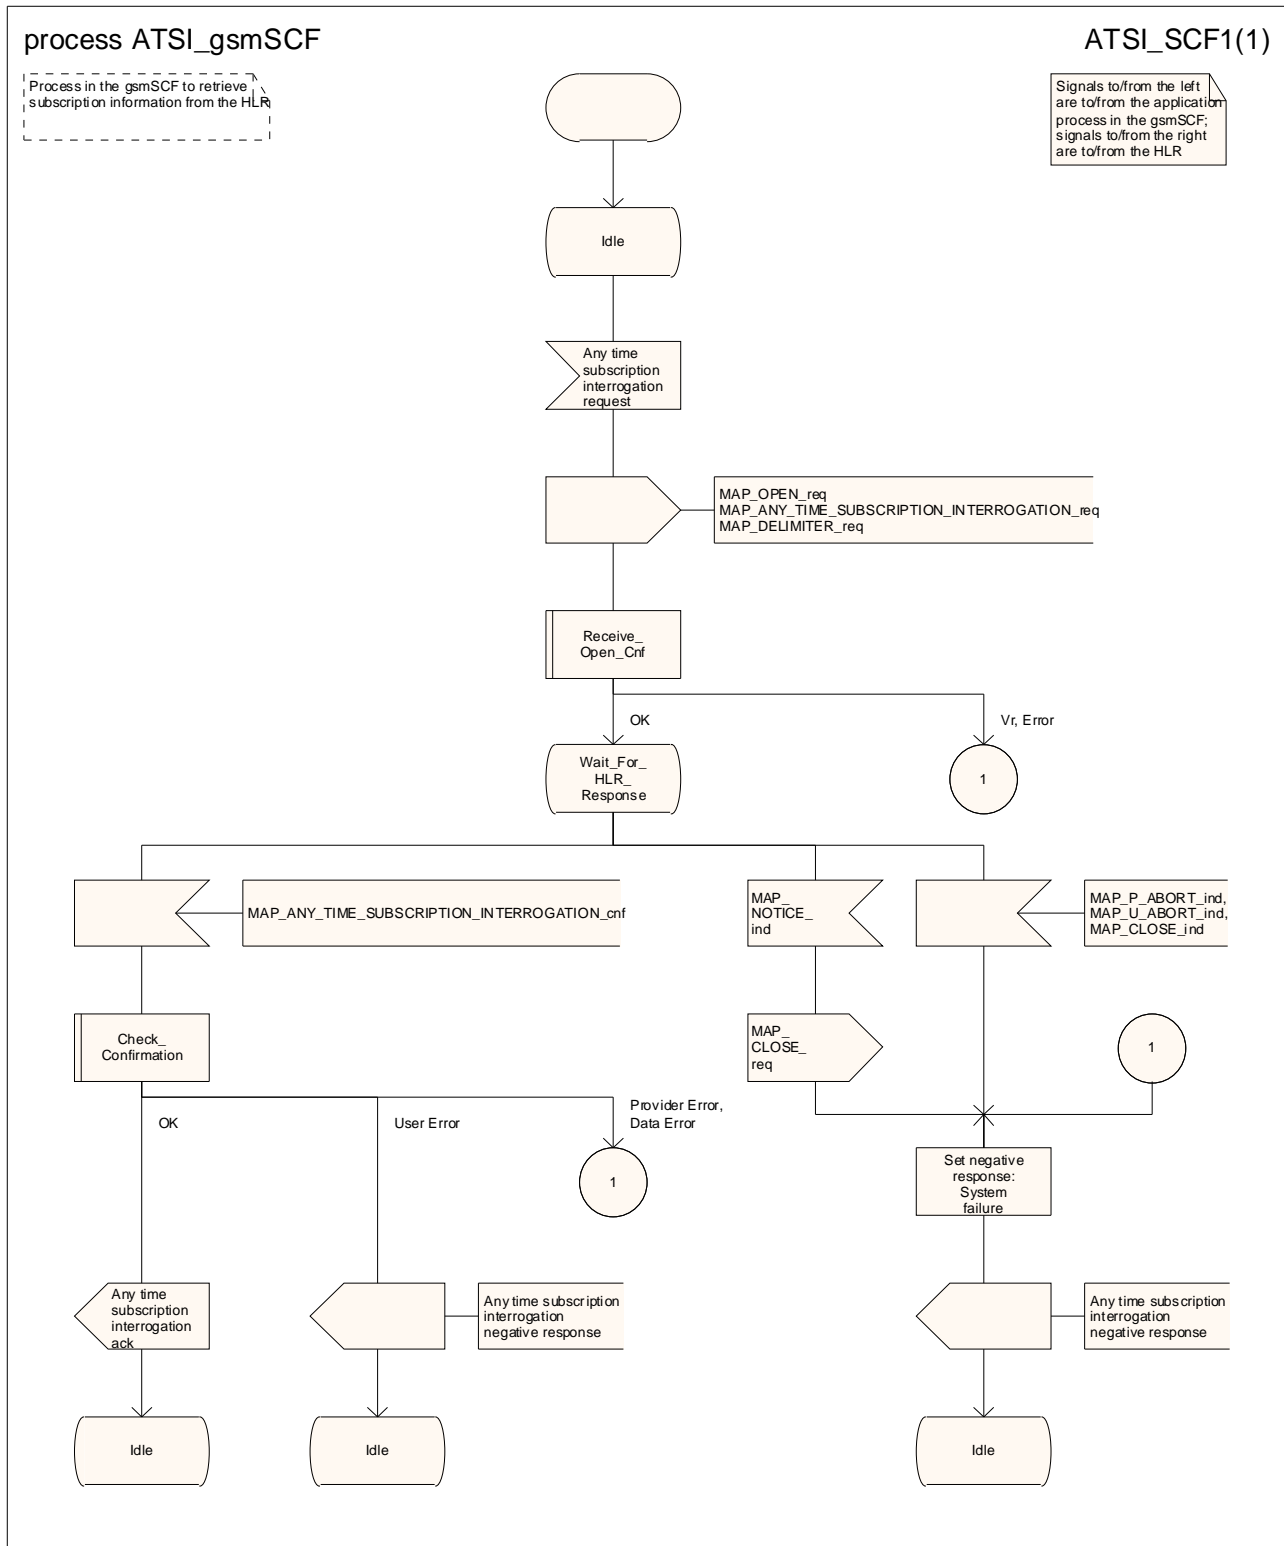 process ATSI_gsmSCF
ATSI_SCF1(1)
Process in the gsmSCF to retrieve
subscription information from the HLR
Signals to/from the left
are to/from the application
process in the gsmSCF;
signals to/from the right
are to/from the HLR
Idle
Any time
subscription
interrogation
request
MAP_OPEN_req
MAP_ANY_TIME_SUBSCRIPTION_INTERROGATION_req
MAP_DELIMITER_req
Receive_
Open_Cnf
OK
Vr, Error
Wait_For_
HLR_
Response
1
MAP_ANY_TIME_SUBSCRIPTION_INTERROGATION_cnf
MAP_
NOTICE_
ind
MAP_P_ABORT_ind,
MAP_U_ABORT_ind,
MAP_CLOSE_ind
Check_
Confirmation
MAP_
CLOSE_
req
1
OK
User Error
Provider Error,
Data Error
1
Set negative
response:
System
failure
Any time
subscription
interrogation
ack
Any time subscription
interrogation
negative response
Any time subscription
interrogation
negative response
Idle
Idle
Idle